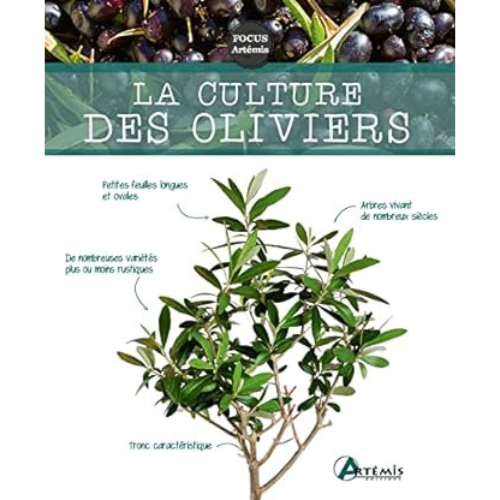 FOCUS
Artémis
LA CULTURE
DES OLIVIERS
Petites feuilles longues
et ovales
Arbres vivant
de nombreux siècles
De nombreuses variétés
plus ou moins rustiques
Tronc caractéristique
ARTÉMIS
ÉDITIONS